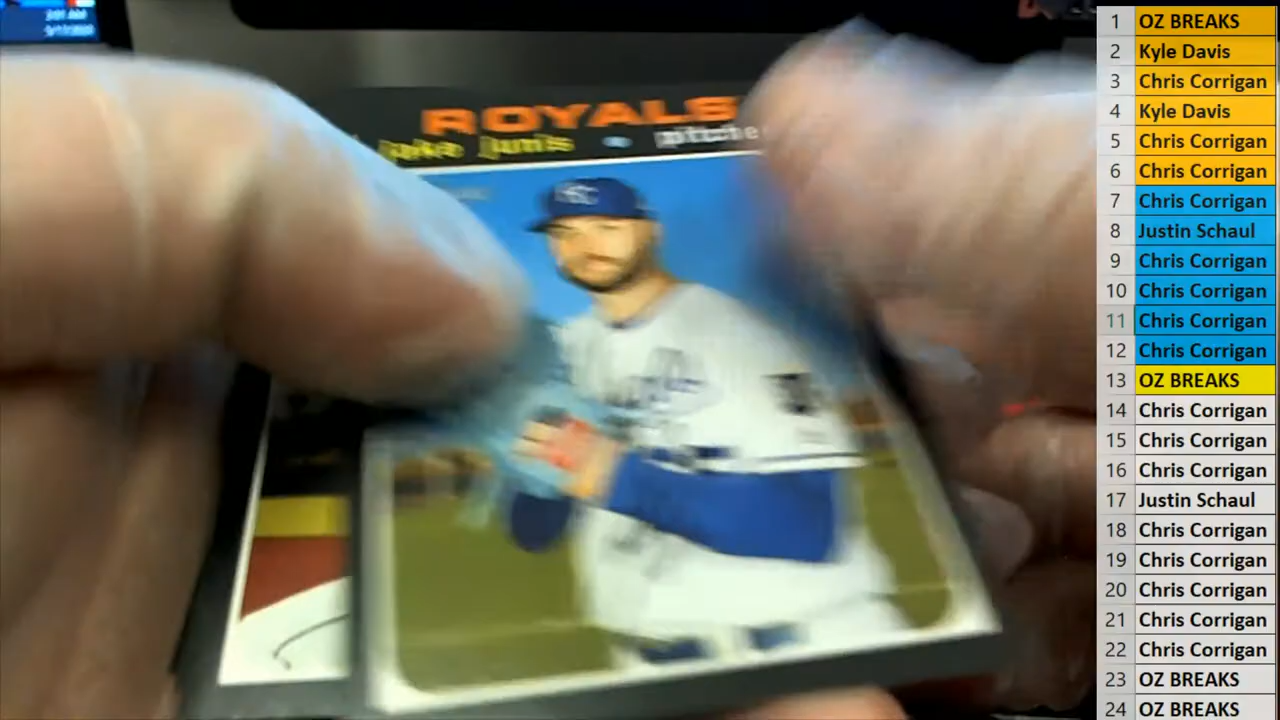 ROYALS
jake junis • pitcher
1 OZ BREAKS
2 Kyle Davis
3 Chris Corrigan
4 Kyle Davis
5 Chris Corrigan
6 Chris Corrigan
7 Chris Corrigan
8 Justin Schaul
9 Chris Corrigan
10 Chris Corrigan
11 Chris Corrigan
12 Chris Corrigan
13 OZ BREAKS
14 Chris Corrigan
15 Chris Corrigan
16 Chris Corrigan
17 Justin Schaul
18 Chris Corrigan
19 Chris Corrigan
20 Chris Corrigan
21 Chris Corrigan
22 Chris Corrigan
23 OZ BREAKS
24 OZ BREAKS